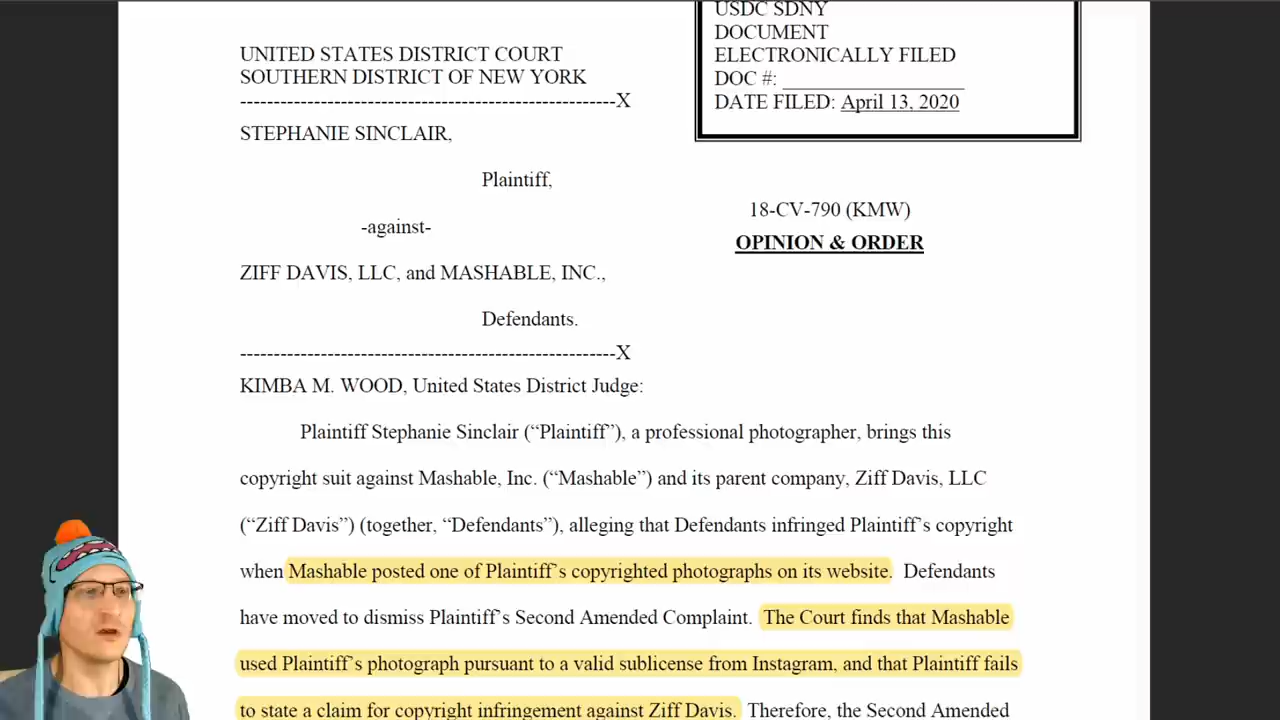 USDC SDNY
DOCUMENT
ELECTRONICALLY FILED
DOC #: _________________
DATE FILED: April 13, 2020
UNITED STATES DISTRICT COURT
SOUTHERN DISTRICT OF NEW YORK
-------------------------------------------------------X
STEPHANIE SINCLAIR,
Plaintiff,
-against-
ZIFF DAVIS, LLC, and MASHABLE, INC.,
Defendants.
-------------------------------------------------------X
18-CV-790 (KMW)
OPINION & ORDER
KIMBA M. WOOD, United States District Judge:
Plaintiff Stephanie Sinclair (“Plaintiff”), a professional photographer, brings this
copyright suit against Mashable, Inc. (“Mashable”) and its parent company, Ziff Davis, LLC
(“Ziff Davis”) (together, “Defendants”), alleging that Defendants infringed Plaintiff’s copyright
when Mashable posted one of Plaintiff’s copyrighted photographs on its website. Defendants
have moved to dismiss Plaintiff’s Second Amended Complaint. The Court finds that Mashable
used Plaintiff’s photograph pursuant to a valid sublicense from Instagram, and that Plaintiff fails
to state a claim for copyright infringement against Ziff Davis. Therefore, the Second Amended